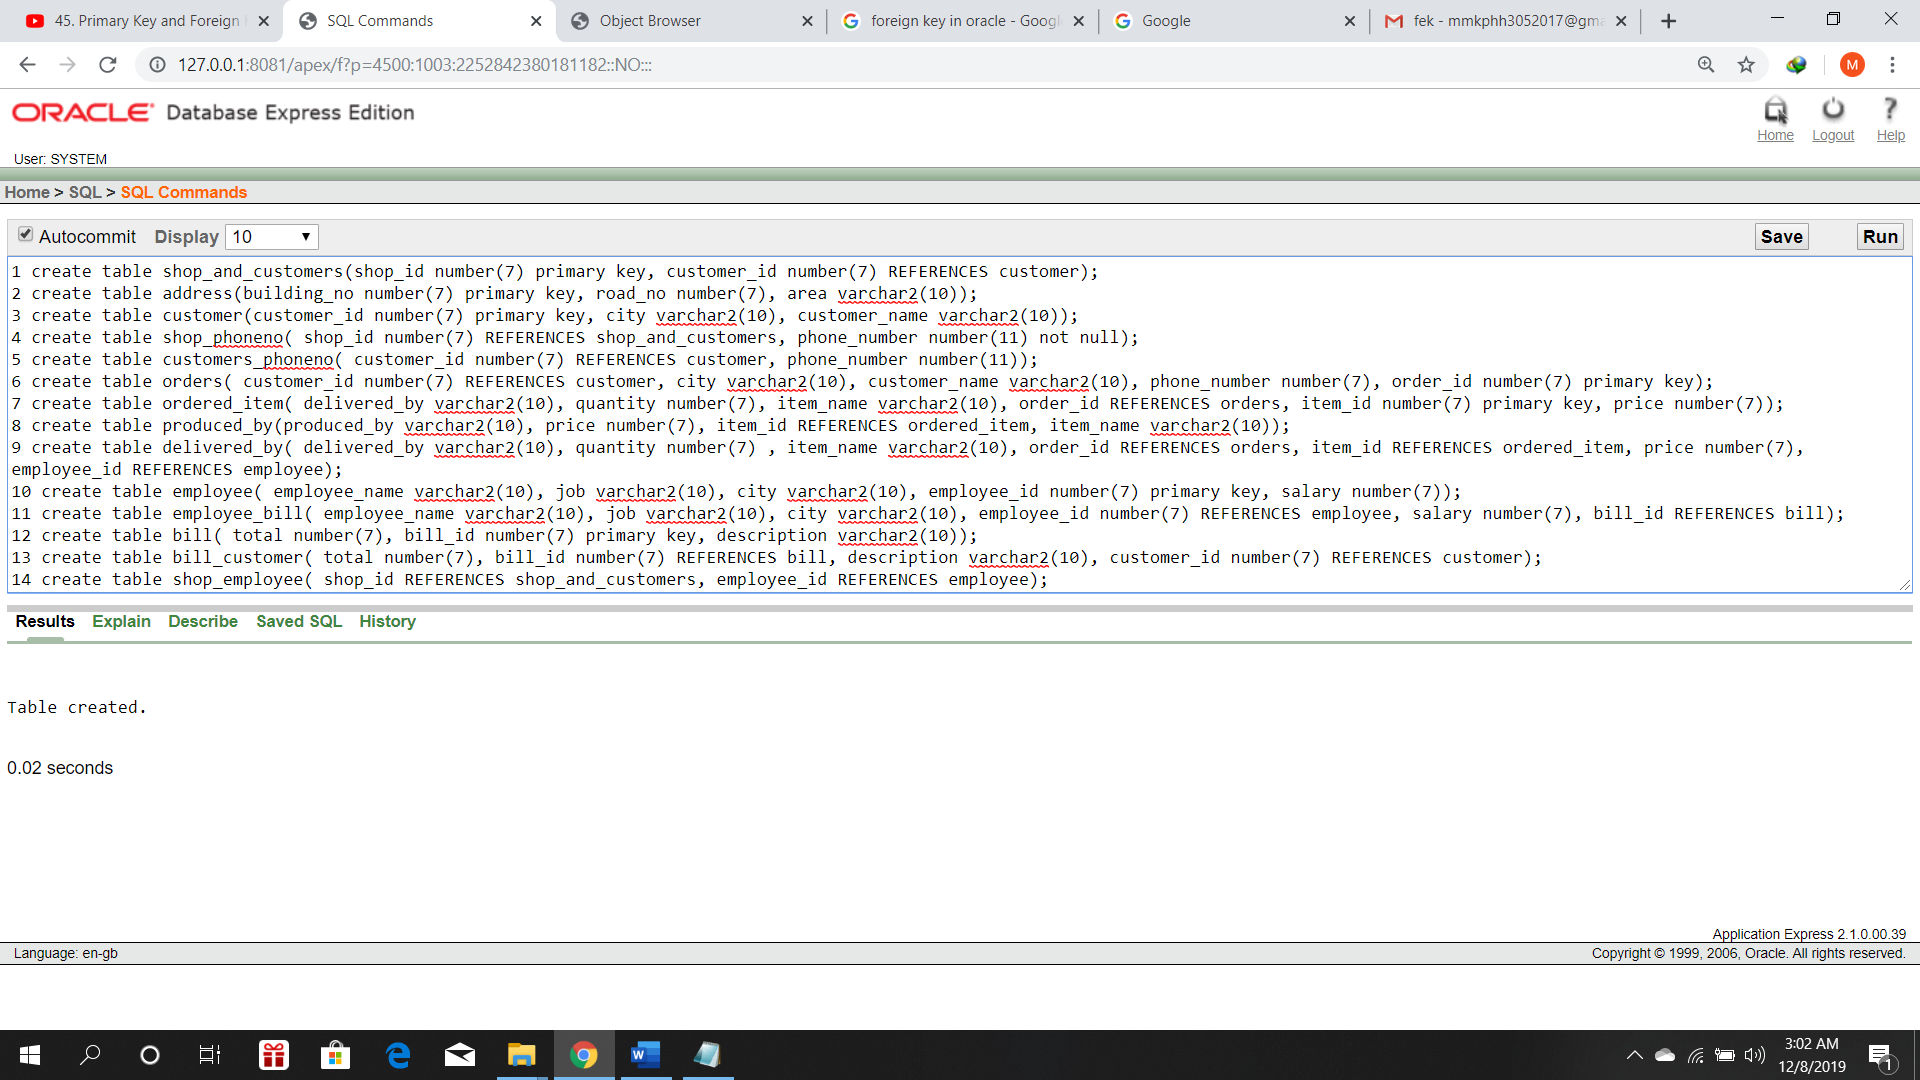 45. Primary Key and Foreign
SQL Commands
Object Browser
foreign key in oracle - Googl
Google
fek - mmkphh3052017@gma
127.0.0.1:8081/apex/f?p=4500:1003:2252842380181182::NO:::
M
ORACLE Database Express Edition
Home Logout Help
User: SYSTEM
Home > SQL > SQL Commands
Autocommit Display 10 Save Run
1 create table shop_and_customers(shop_id number(7) primary key, customer_id number(7) REFERENCES customer);
2 create table address(building_no number(7) primary key, road_no number(7), area varchar2(10));
3 create table customer(customer_id number(7) primary key, city varchar2(10), customer_name varchar2(10));
4 create table shop_phoneno( shop_id number(7) REFERENCES shop_and_customers, phone_number number(11) not null);
5 create table customers_phoneno( customer_id number(7) REFERENCES customer, phone_number number(11));
6 create table orders( customer_id number(7) REFERENCES customer, city varchar2(10), customer_name varchar2(10), phone_number number(7), order_id number(7) primary key);
7 create table ordered_item( delivered_by varchar2(10), quantity number(7), item_name varchar2(10), order_id REFERENCES orders, item_id number(7) primary key, price number(7));
8 create table produced_by(produced_by varchar2(10), price number(7), item_id REFERENCES ordered_item, item_name varchar2(10));
9 create table delivered_by( delivered_by varchar2(10), quantity number(7) , item_name varchar2(10), order_id REFERENCES orders, item_id REFERENCES ordered_item, price number(7),
employee_id REFERENCES employee);
10 create table employee( employee_name varchar2(10), job varchar2(10), city varchar2(10), employee_id number(7) primary key, salary number(7));
11 create table employee_bill( employee_name varchar2(10), job varchar2(10), city varchar2(10), employee_id number(7) REFERENCES employee, salary number(7), bill_id REFERENCES bill);
12 create table bill( total number(7), bill_id number(7) primary key, description varchar2(10));
13 create table bill_customer( total number(7), bill_id number(7) REFERENCES bill, description varchar2(10), customer_id number(7) REFERENCES customer);
14 create table shop_employee( shop_id REFERENCES shop_and_customers, employee_id REFERENCES employee);
Results Explain Describe Saved SQL History
Table created.
0.02 seconds
Application Express 2.1.0.00.39
Language: en-gb Copyright © 1999, 2006, Oracle. All rights reserved.
3:02 AM
12/8/2019
1